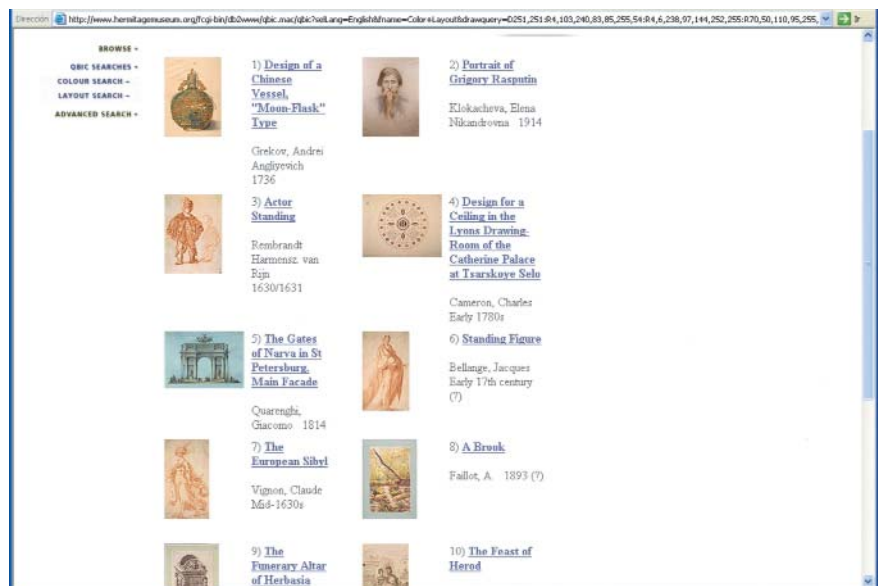 Dirección http://www.hermitagemuseum.org/fcgi-bin/db2www/qbic.mac/qbic?selLang=English&fname=Color+Layout&drawquery=D251,251:R4,103,240,83,85,255,54:R4,6,238,97,144,252,255:R70,50,110,95,255, Ir
BROWSE
QBIC SEARCHES
COLOUR SEARCH
LAYOUT SEARCH
ADVANCED SEARCH
1) Design of a
Chinese
Vessel,
"Moon-Flask"
Type
Grekov, Andrei
Angliyevich
1736
2) Portrait of
Grigory Rasputin
Klokacheva, Elena
Nikandrovna 1914
3) Actor
Standing
Rembrandt
Harmensz. van
Rijn
1630/1631
4) Design for a
Ceiling in the
Lyons Drawing-
Room of the
Catherine Palace
at Tsarskoye Selo
Cameron, Charles
Early 1780s
5) The Gates
of Narva in St
Petersburg.
Main Facade
Quarenghi,
Giacomo 1814
6) Standing Figure
Bellange, Jacques
Early 17th century
(?)
7) The
European Sibyl
Vignon, Claude
Mid-1630s
8) A Brook
Faillot, A. 1893 (?)
9) The
Funerary Altar
of Herbasia
10) The Feast of
Herod